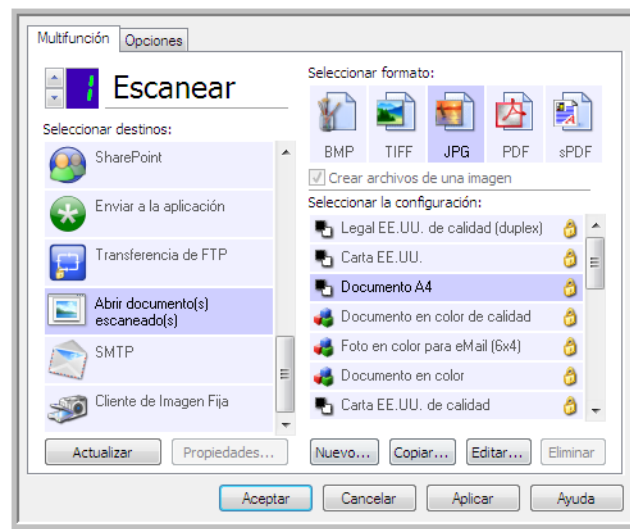 Multifunción
Opciones
1
Escanear
Seleccionar destinos:
SharePoint
Enviar a la aplicación
Transferencia de FTP
Abrir documento(s)
escaneado(s)
SMTP
Cliente de Imagen Fija
Actualizar
Propiedades...
Seleccionar formato:
BMP
TIFF
JPG
PDF
sPDF
Crear archivos de una imagen
Seleccionar la configuración:
Legal EE.UU. de calidad (duplex)
Carta EE.UU.
Documento A4
Documento en color de calidad
Foto en color para eMail (6x4)
Documento en color
Carta EE.UU. de calidad
Nuevo...
Copiar...
Editar...
Eliminar
Aceptar
Cancelar
Aplicar
Ayuda